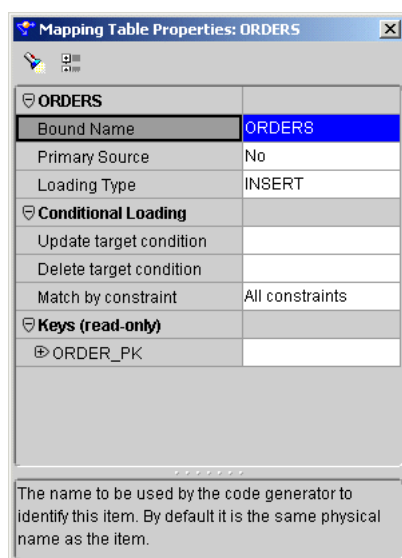 Mapping Table Properties: ORDERS
ORDERS
Bound Name ORDERS
Primary Source No
Loading Type INSERT
Conditional Loading
Update target condition
Delete target condition
Match by constraint All constraints
Keys (read-only)
ORDER_PK
The name to be used by the code generator to
identify this item. By default it is the same physical
name as the item.